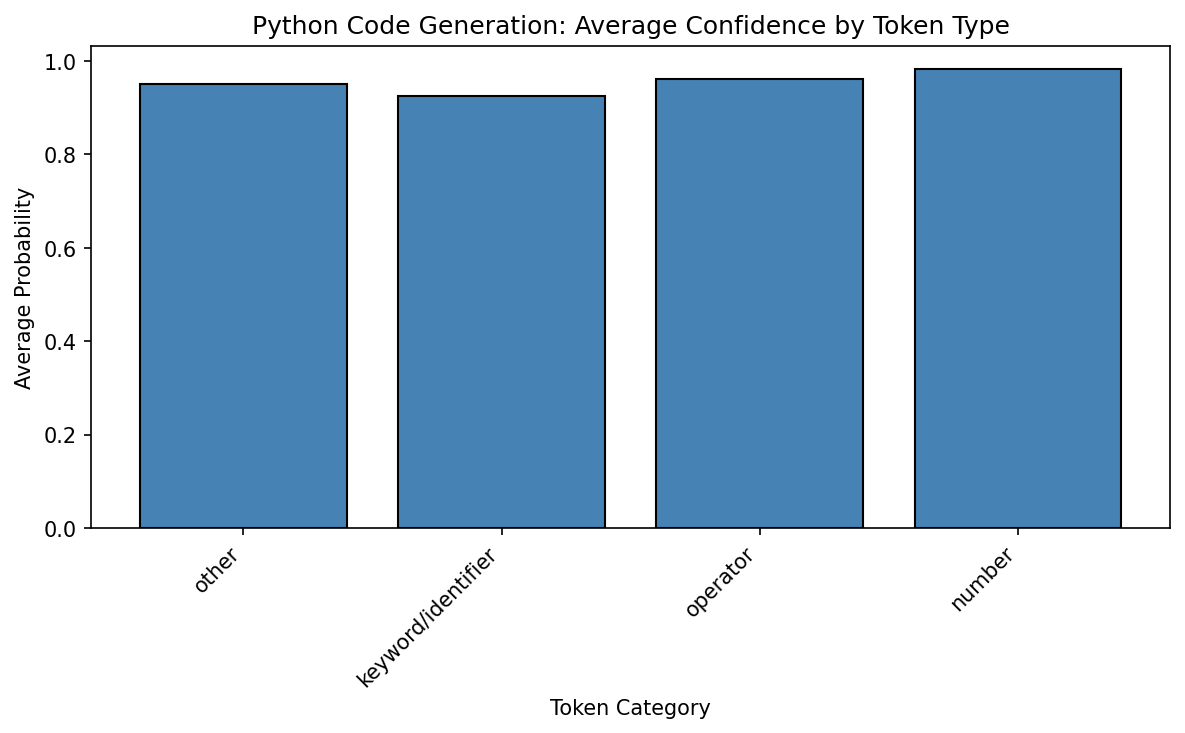 Python Code Generation: Average Confidence by Token Type
Average Probability
1.0
0.8
0.6
0.4
0.2
0.0
other
keyword/identifier
operator
number
Token Category